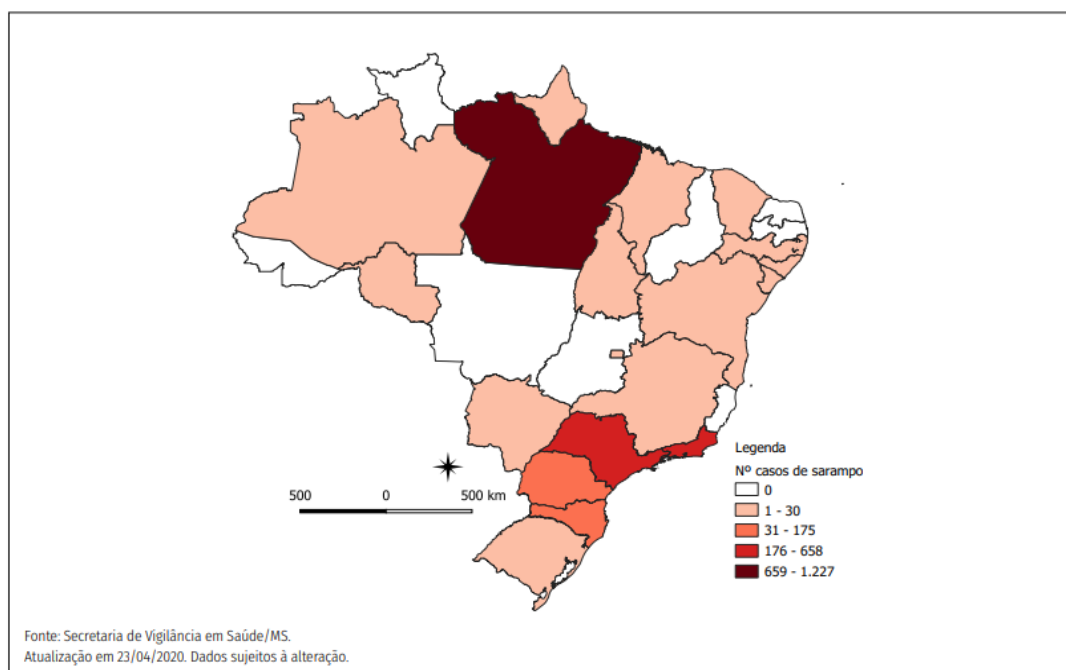 Legenda
Nº casos de sarampo
0
1 - 30
31 - 175
176 - 658
659 - 1.227
500 0 500 km
Fonte: Secretaria de Vigilância em Saúde/MS.
Atualização em 23/04/2020. Dados sujeitos à alteração.